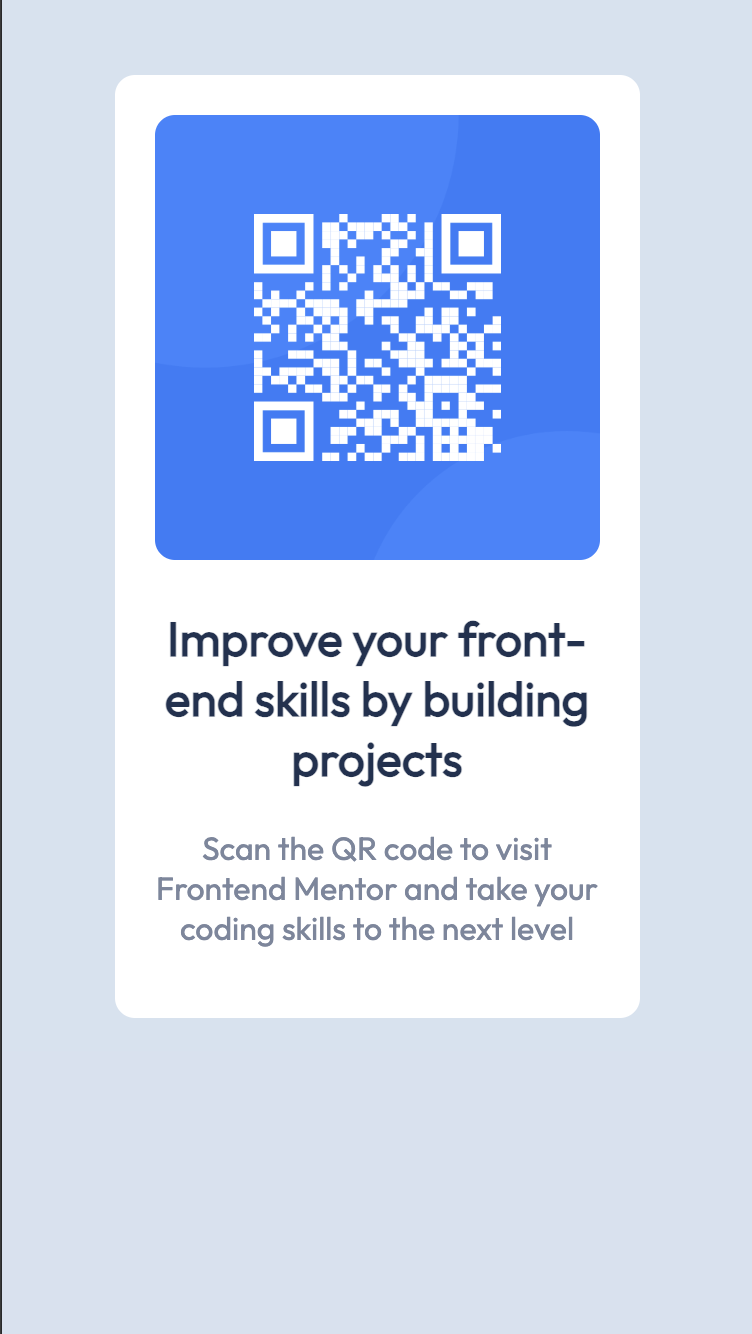 Improve your front-
end skills by building
projects
Scan the QR code to visit
Frontend Mentor and take your
coding skills to the next level